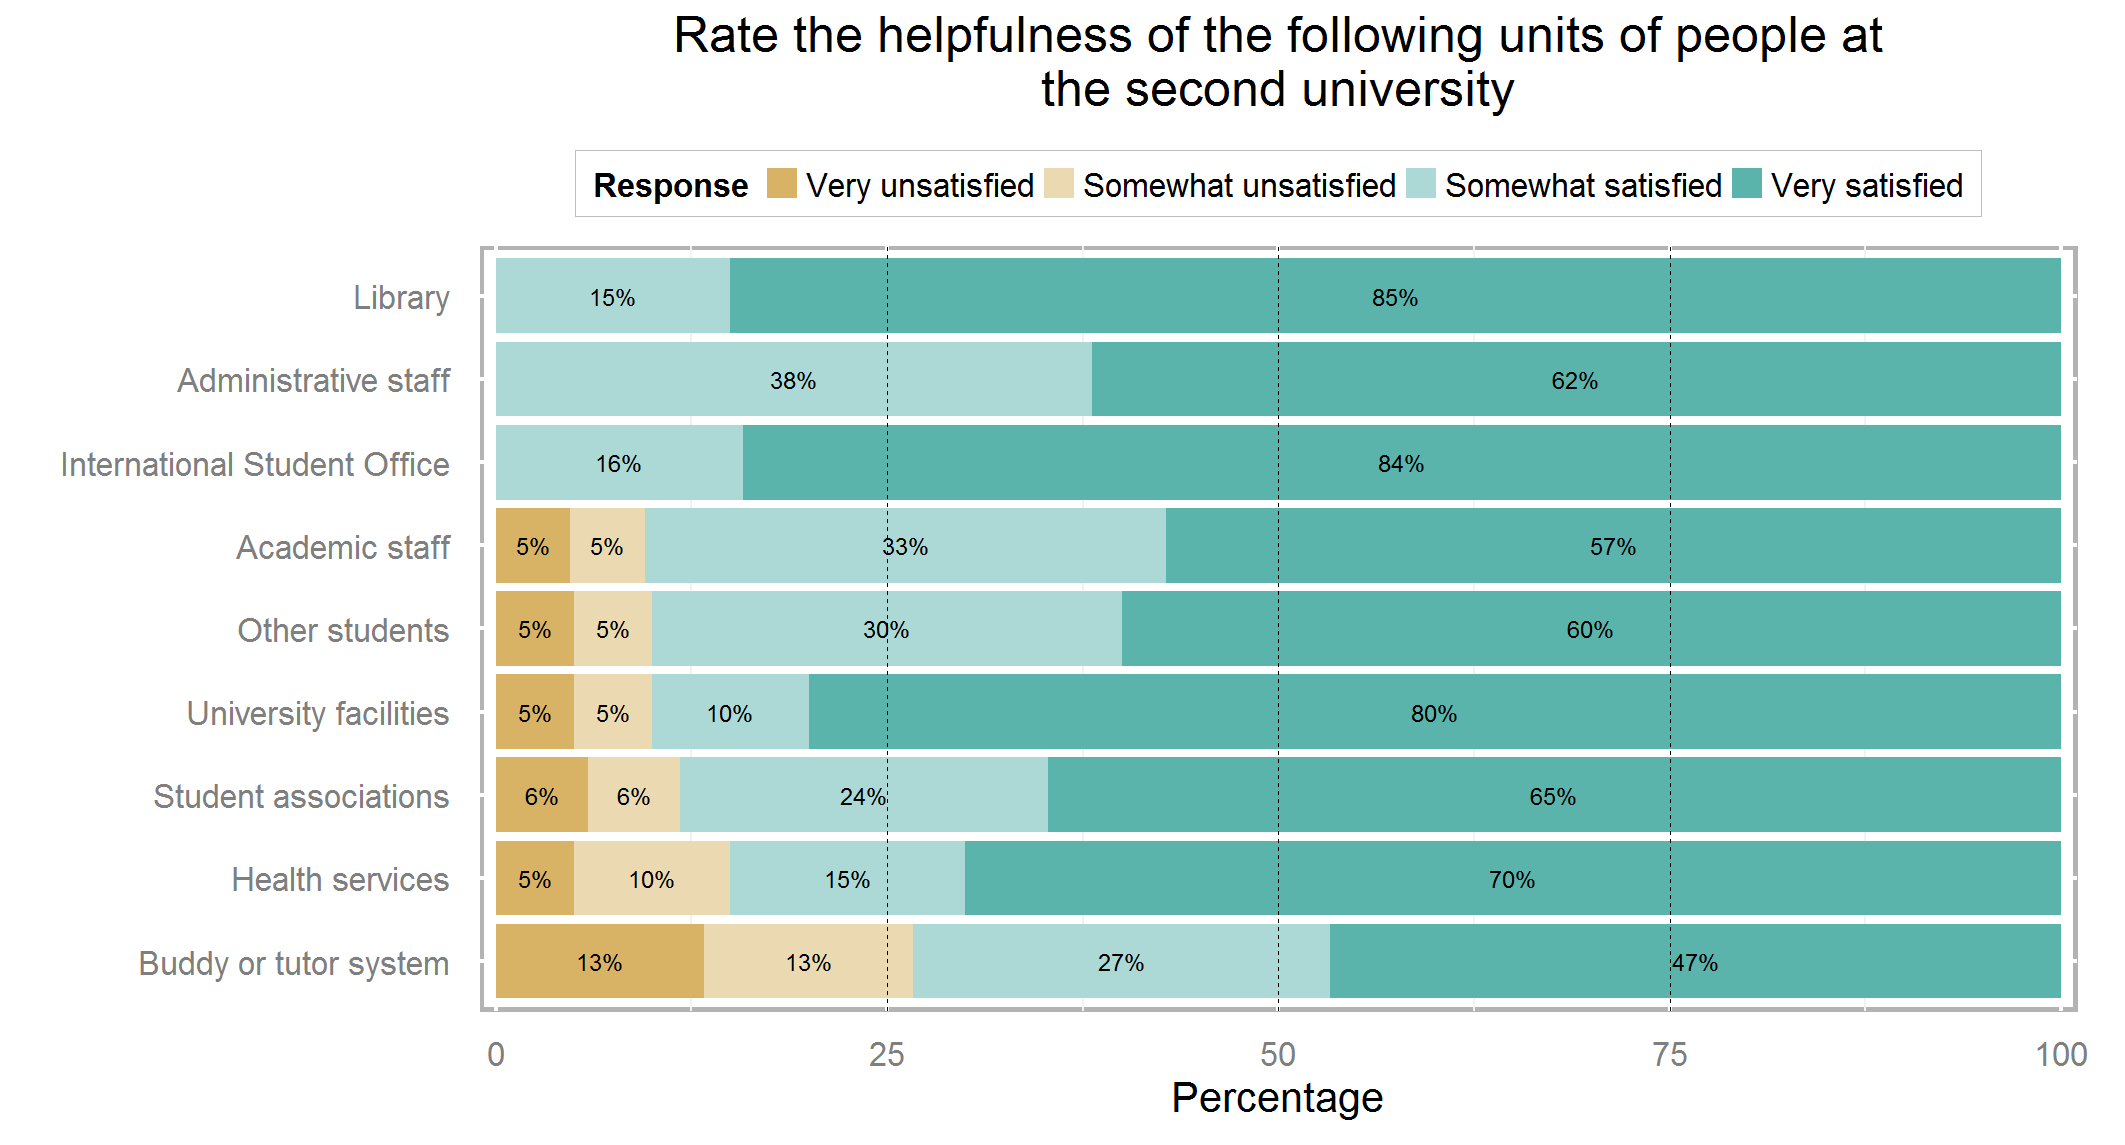 Rate the helpfulness of the following units of people at
the second university
Response Very unsatisfied Somewhat unsatisfied Somewhat satisfied Very satisfied
Library 15% 85%
Administrative staff 38% 62%
International Student Office 16% 84%
Academic staff 5% 5% 33% 57%
Other students 5% 5% 30% 60%
University facilities 5% 5% 10% 80%
Student associations 6% 6% 24% 65%
Health services 5% 10% 15% 70%
Buddy or tutor system 13% 13% 27% 47%
0 25 50 75 100
Percentage